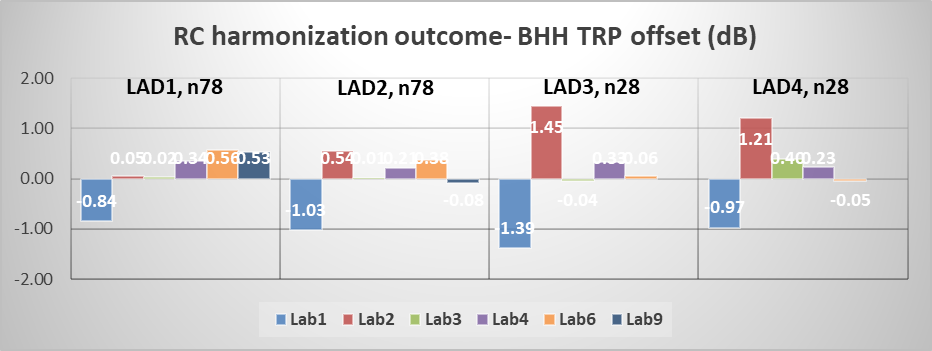 RC harmonization outcome- BHH TRP offset (dB)
2.00
1.00
0.00
-1.00
-2.00
LAD1, n78
LAD2, n78
LAD3, n28
LAD4, n28
-0.84
0.05
0.02
0.34
0.56
0.53
-1.03
0.54
0.01
0.21
-0.08
-1.39
1.45
-0.04
0.33
0.06
-0.97
1.21
0.40
0.23
-0.05
Lab1
Lab2
Lab3
Lab4
Lab6
Lab9